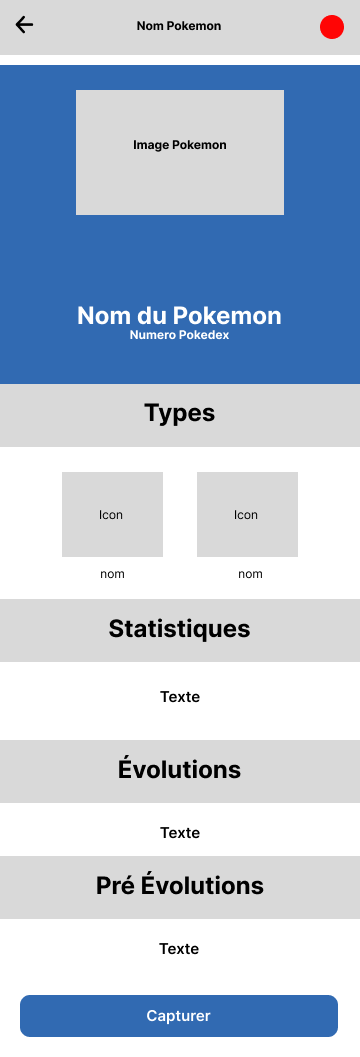 Nom Pokemon
Image Pokemon
Nom du Pokemon
Numero Pokedex
Types
Icon Icon
nom nom
Statistiques
Texte
Évolutions
Texte
Pré Évolutions
Texte
Capturer